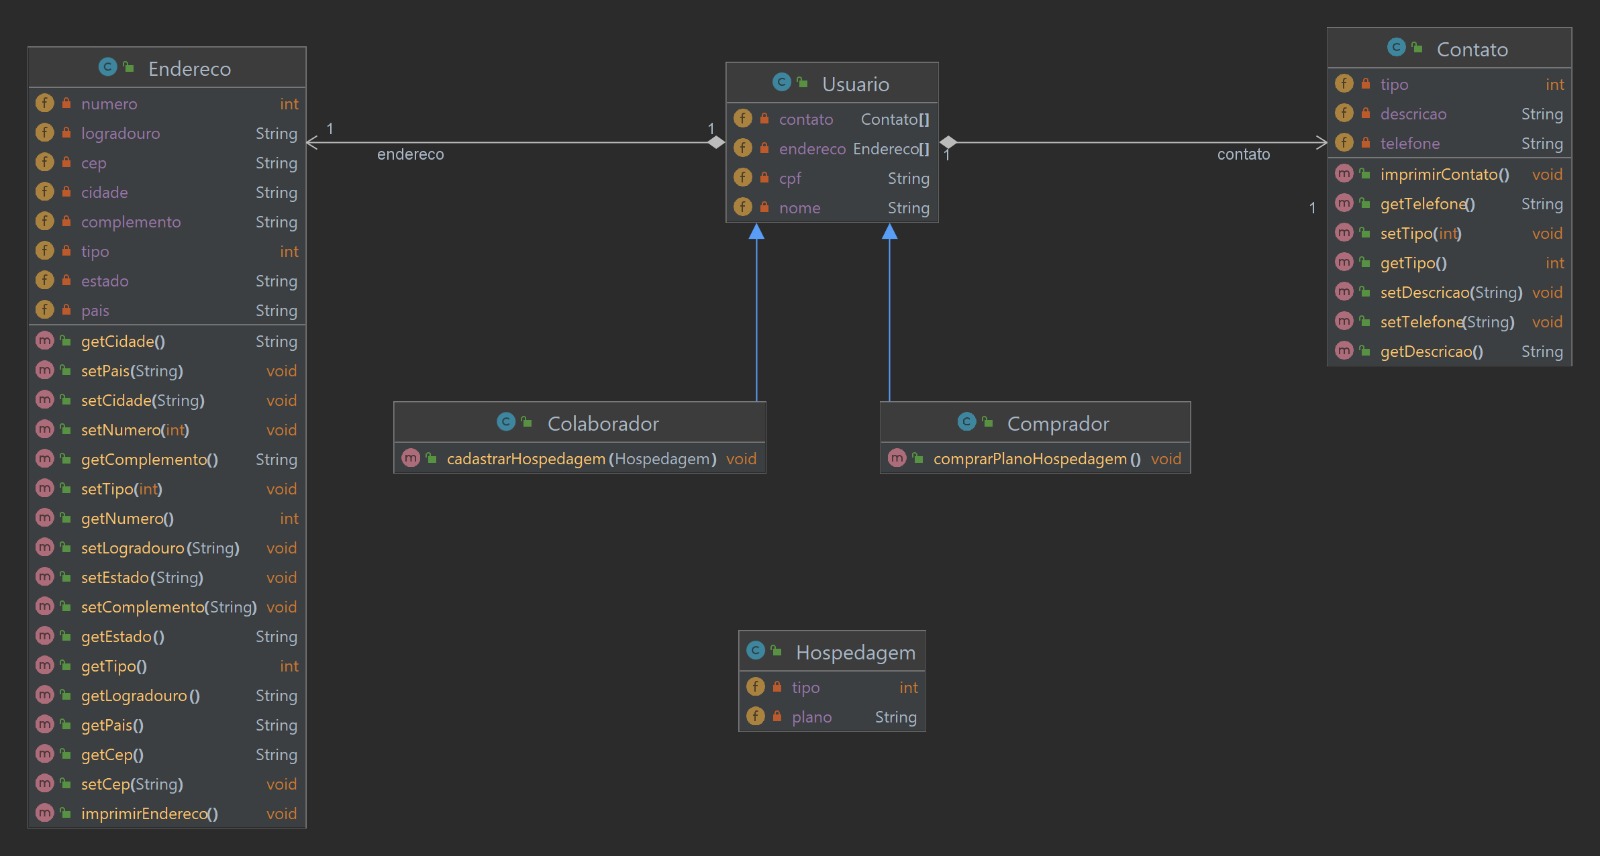 Endereco
numero int
logradouro String
cep String
cidade String
complemento String
tipo int
estado String
pais String
getCidade() String
setPais(String) void
setCidade(String) void
setNumero(int) void
getComplemento() String
setTipo(int) void
getNumero() int
setLogradouro(String) void
setEstado(String) void
setComplemento(String) void
getEstado() String
getTipo() int
getLogradouro() String
getPais() String
getCep() String
setCep(String) void
imprimirEndereco() void
1
endereco
1
Usuario
contato Contato[]
endereco Endereco[]
cpf String
nome String
1
contato
1
Contato
tipo int
descricao String
telefone String
imprimirContato() void
getTelefone() String
setTipo(int) void
getTipo() int
setDescricao(String) void
setTelefone(String) void
getDescricao() String
Colaborador
cadastrarHospedagem(Hospedagem) void
Comprador
comprarPlanoHospedagem() void
Hospedagem
tipo int
plano String